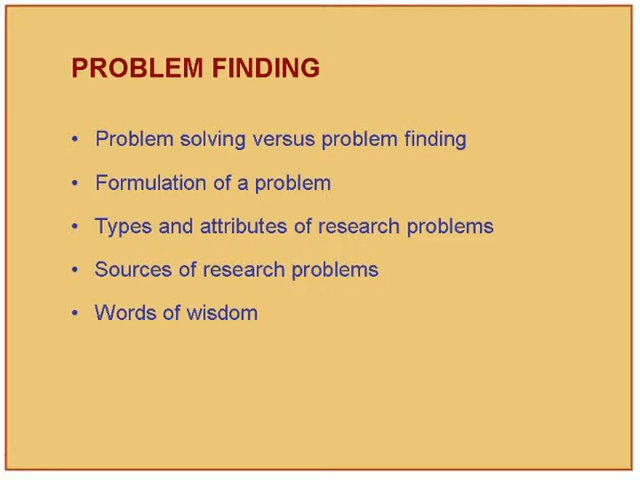 PROBLEM FINDING
• Problem solving versus problem finding
• Formulation of a problem
• Types and attributes of research problems
• Sources of research problems
• Words of wisdom